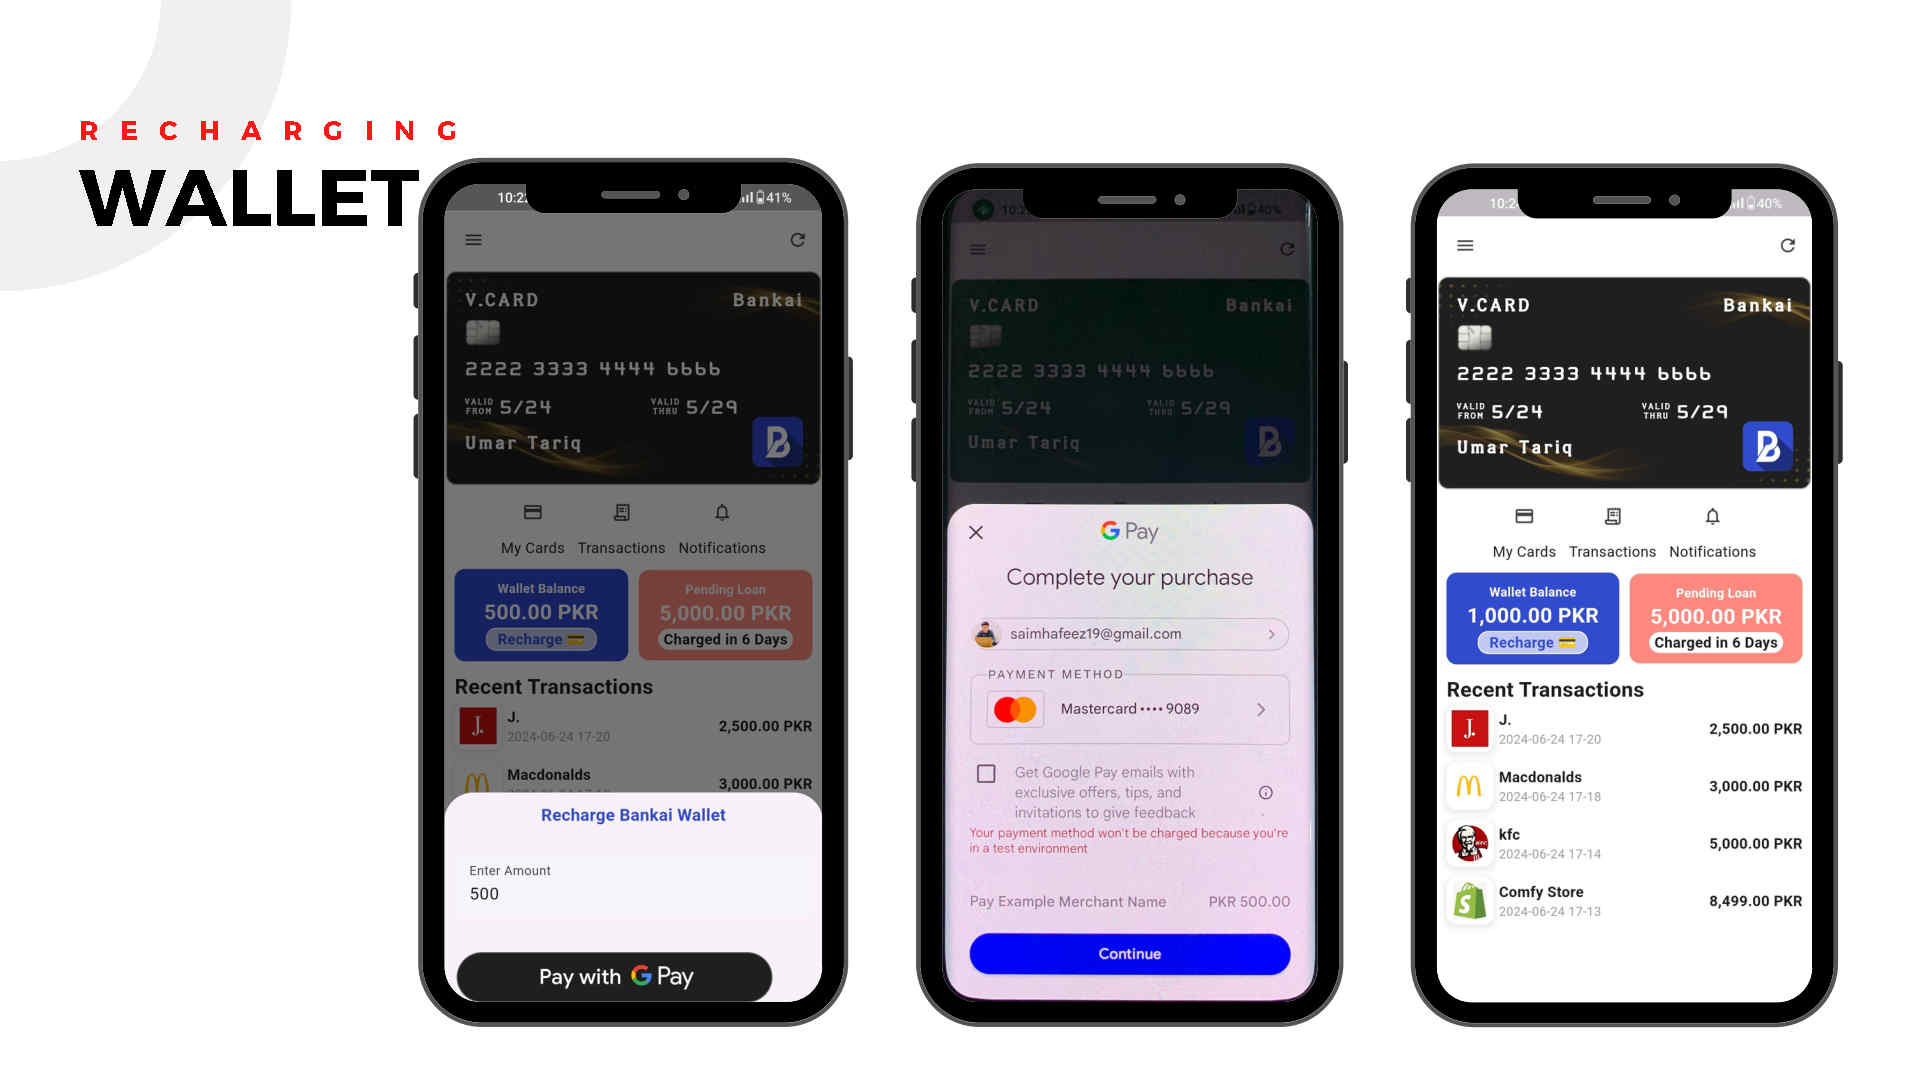 RECHARGING
WALLET
10:2
41%
V.CARD Bankai
2222 3333 4444 6666
VALID FROM 5/24 VALID THRU 5/29
Umar Tariq
B
My Cards Transactions Notifications
Wallet Balance
500.00 PKR
Recharge
Pending Loan
5,000.00 PKR
Charged in 6 Days
Recent Transactions
J.
J.
2,500.00 PKR
2024-06-24 17-20
Macdonalds
3,000.00 PKR
Recharge Bankai Wallet
Enter Amount
500
Pay with G Pay
10:2
40%
V.CARD Bankai
2222 3333 4444 6666
VALID FROM 5/24 VALID THRU 5/29
Umar Tariq
B
G Pay
Complete your purchase
saimhafeez19@gmail.com
PAYMENT METHOD
Mastercard •••• 9089
Get Google Pay emails with
exclusive offers, tips, and
invitations to give feedback
Your payment method won't be charged because you're
in a test environment
Pay Example Merchant Name PKR 500.00
Continue
10:2
40%
V.CARD Bankai
2222 3333 4444 6666
VALID FROM 5/24 VALID THRU 5/29
Umar Tariq
B
My Cards Transactions Notifications
Wallet Balance
1,000.00 PKR
Recharge
Pending Loan
5,000.00 PKR
Charged in 6 Days
Recent Transactions
J.
J.
2,500.00 PKR
2024-06-24 17-20
Macdonalds
3,000.00 PKR
2024-06-24 17-18
kfc
5,000.00 PKR
2024-06-24 17-14
Comfy Store
8,499.00 PKR
2024-06-24 17-13